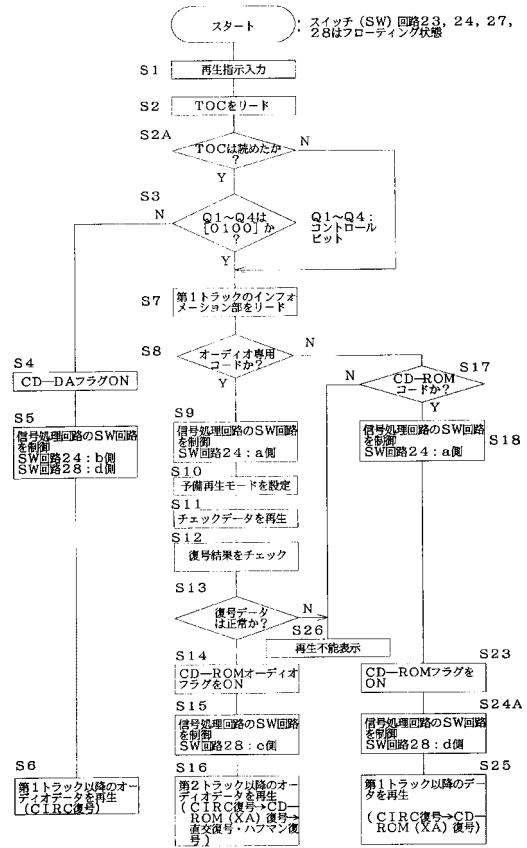 スタート
: スイッチ（SW）回路23，24，27，
28はフローティング状態
S1
再生指示入力
S2
TOCをリード
S2A
TOCは読めたか
？
N
Y
S3
N
Q1〜Q4は
［0100］か
？
Q1〜Q4：
コントロール
ビット
Y
S7
第1トラックのインフォ
メーション部をリード
S8
オーディオ専用
コードか？
N
Y
S4
CD—DAフラグON
S17
N
CD—ROM
コードか？
Y
S5
信号処理回路のSW回路
を制御
SW回路24：b側
SW回路28：d側
S9
信号処理回路のSW回路
を制御
SW回路24：a側
S18
信号処理回路のSW回路
を制御
SW回路24：a側
S10
予備再生モードを設定
S11
チェックデータを再生
S12
復号結果をチェック
S13
復号データ
は正常か？
N
Y
S26
再生不能表示
S14
CD—ROMオーディオ
フラグをON
S23
CD—ROMフラグを
ON
S15
信号処理回路のSW回路
を制御
SW回路28：c側
S24A
信号処理回路のSW回路
を制御
SW回路28：d側
S6
第1トラック以降のオー
ディオデータを再生
（CIRC復号）
S16
第2トラック以降のオー
ディオデータを再生
（CIRC復号→CD—
ROM（XA）復号→
直交復号・ハフマン復
号）
S25
第1トラック以降のデー
タを再生
（CIRC復号→CD—
ROM（XA）復号）